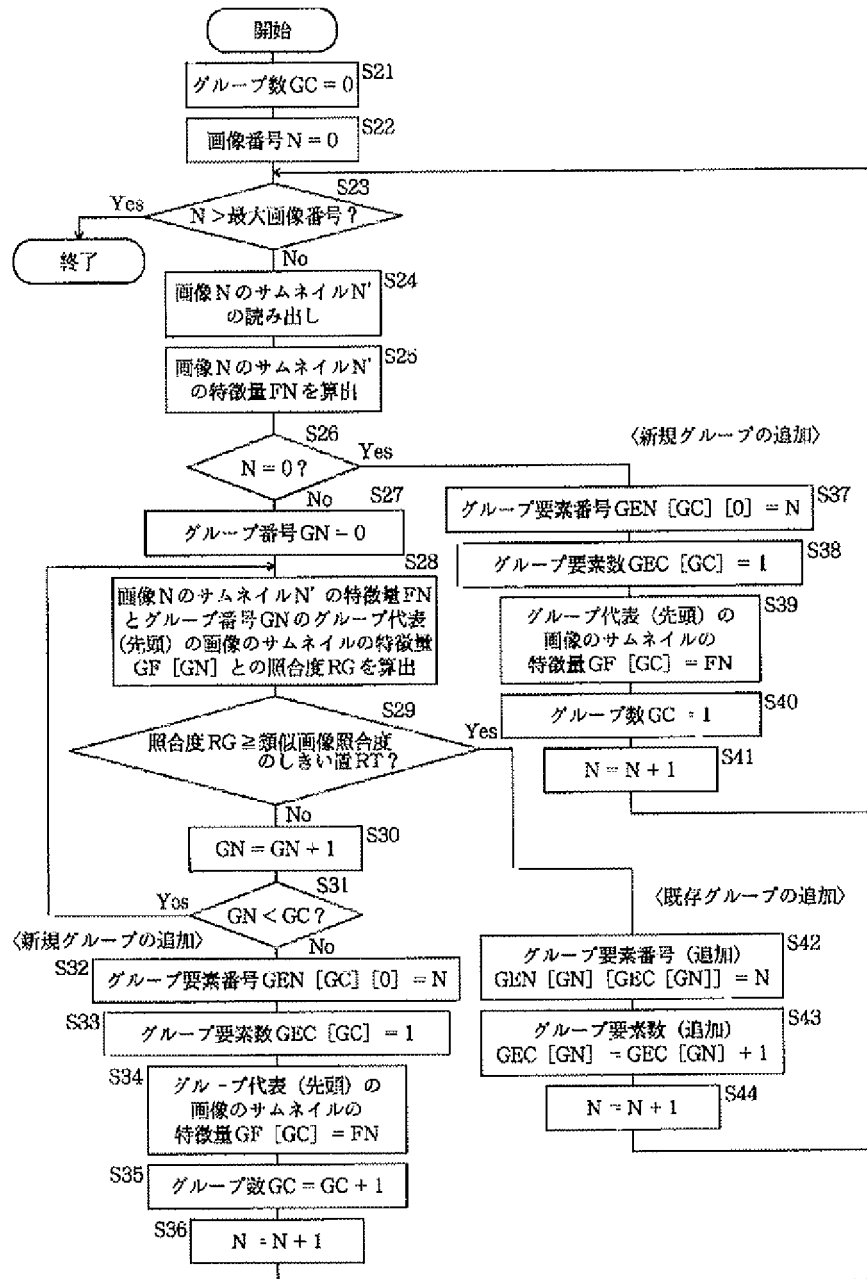 開始
S21
グループ数GC=0
S22
画像番号N=0
S23
N>最大画像番号?
Yes
終了
No
S24
画像NのサムネイルN'
の読み出し
S25
画像NのサムネイルN'
の特徴量FNを算出
S26
N=0?
Yes
No
S27
グループ番号GN=0
S28
画像NのサムネイルN'の特徴量FN
とグループ番号GNのグループ代表
(先頭)の画像のサムネイルの特徴量
GF [GN] との照合度RGを算出
S29
照合度RG≧類似画像照合度
のしきい置RT?
Yes
No
S30
GN=GN+1
S31
GN<GC?
Yes
No
〈新規グループの追加〉
S32
グループ要素番号GEN [GC] [0] =N
S33
グループ要素数GEC [GC] =1
S34
グループ代表(先頭)の
画像のサムネイルの
特徴量GF [GC] =FN
S35
グループ数GC=GC+1
S36
N=N+1
〈新規グループの追加〉
S37
グループ要素番号GEN [GC] [0] =N
S38
グループ要素数GEC [GC] =1
S39
グループ代表(先頭)の
画像のサムネイルの
特徴量GF [GC] =FN
S40
グループ数GC=1
S41
N=N+1
〈既存グループの追加〉
S42
グループ要素番号(追加)
GEN [GN] [GEC [GN]] =N
S43
グループ要素数(追加)
GEC [GN] =GEC [GN] +1
S44
N=N+1